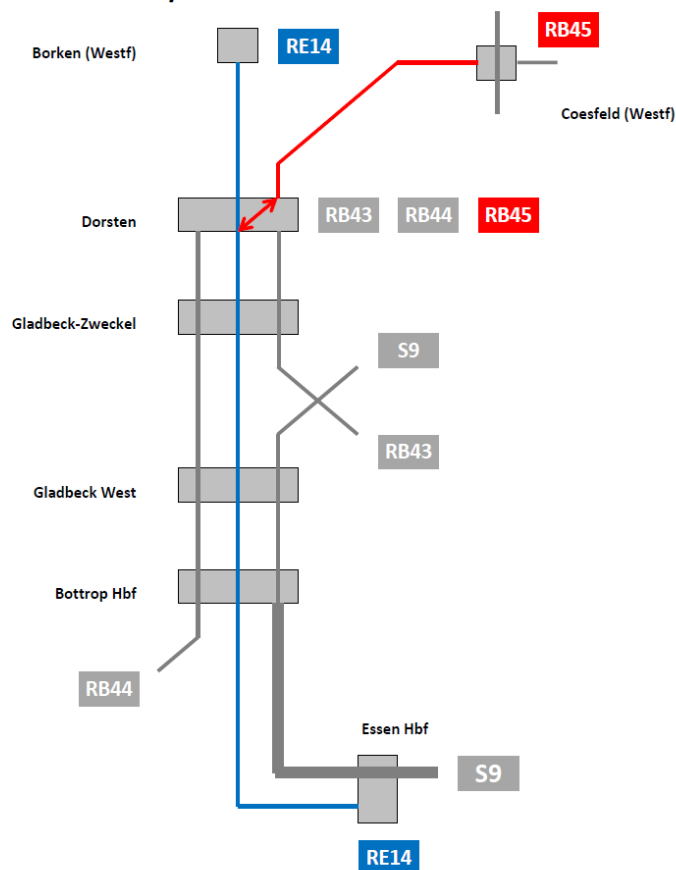 RB45
Borken (Westf)
RE14
Coesfeld (Westf)
Dorsten
RB43
RB44
RB45
Gladbeck-Zweckel
S9
RB43
Gladbeck West
Bottrop Hbf
RB44
Essen Hbf
S9
RE14